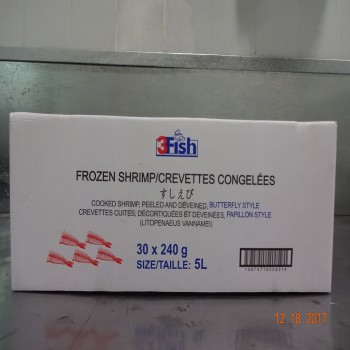 3Fish
FROZEN SHRIMP/CREVETTES CONGELÉES
すしえび
COOKED SHRIMP, PEELED AND DEVEINED, BUTTERFLY STYLE
CREVETTES CUITES, DÉCORTIQUÉES ET DÉVEINÉES, PAPILLON STYLE
(LITOPENAEUS VANNAMEI)
30 x 240 g
SIZE/TAILLE: 5L
12 18 2017